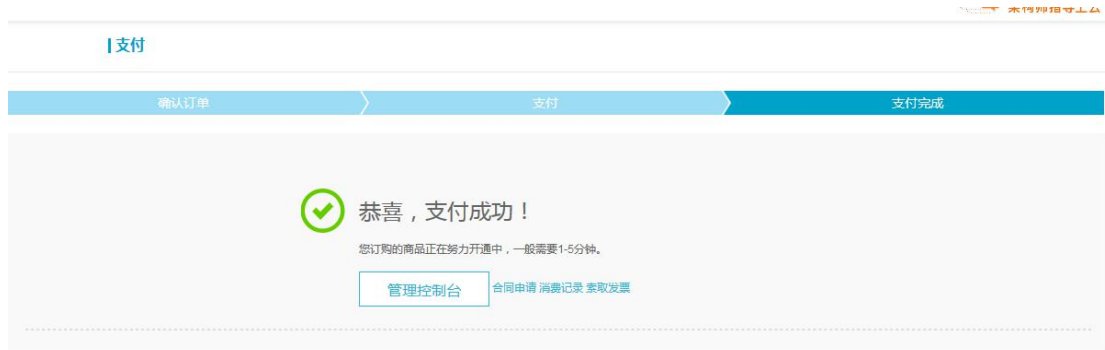 支付
确认订单
支付
支付完成
恭喜，支付成功！
您订购的商品正在努力开通中，一般需要1-5分钟。
管理控制台
合同申请 消费记录 索取发票